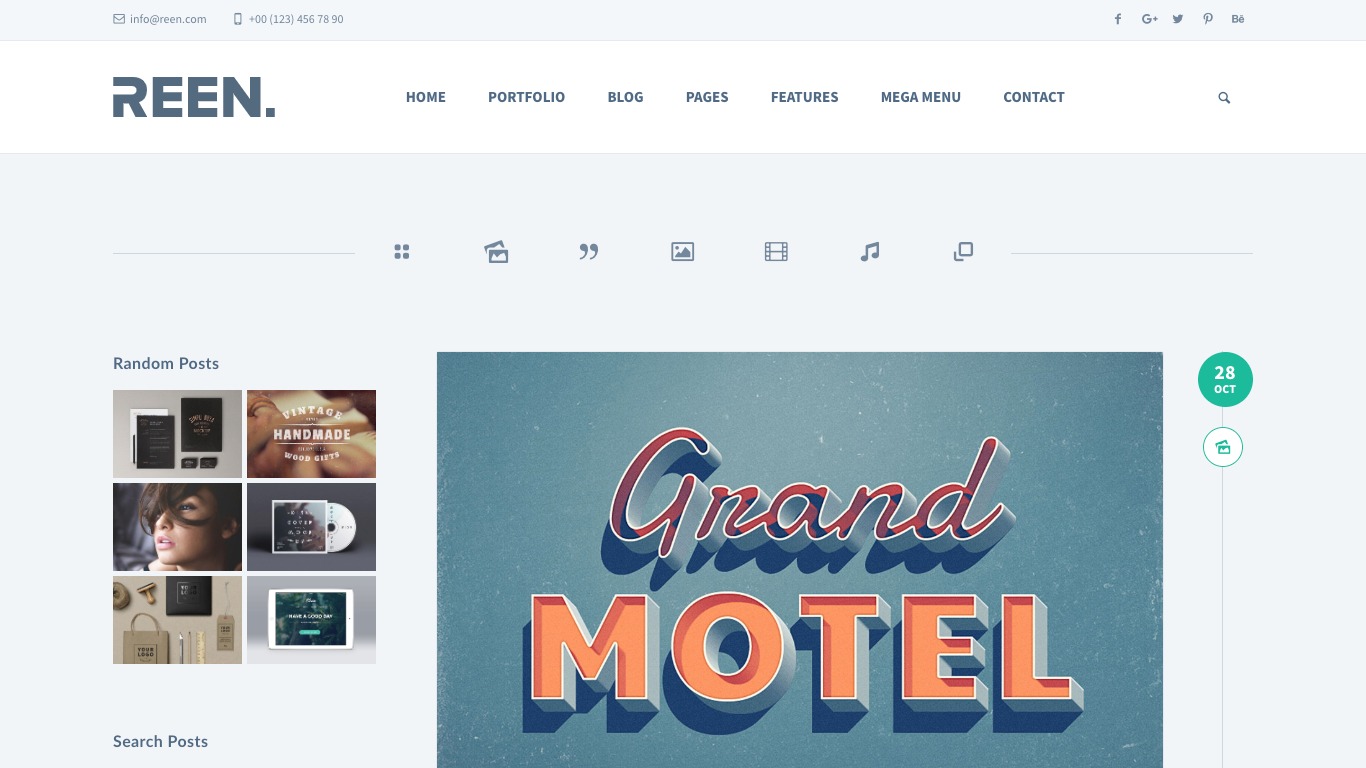 info@reen.com
+00 (123) 456 78 90
Bē
REEN.
HOME
PORTFOLIO
BLOG
PAGES
FEATURES
MEGA MENU
CONTACT
Random Posts
VINTAGE
HANDMADE
WOOD GIFTS
COVER
YOUR
LOGO
HAVE A GOOD DAY
Grand
MOTEL
28
OCT
Search Posts